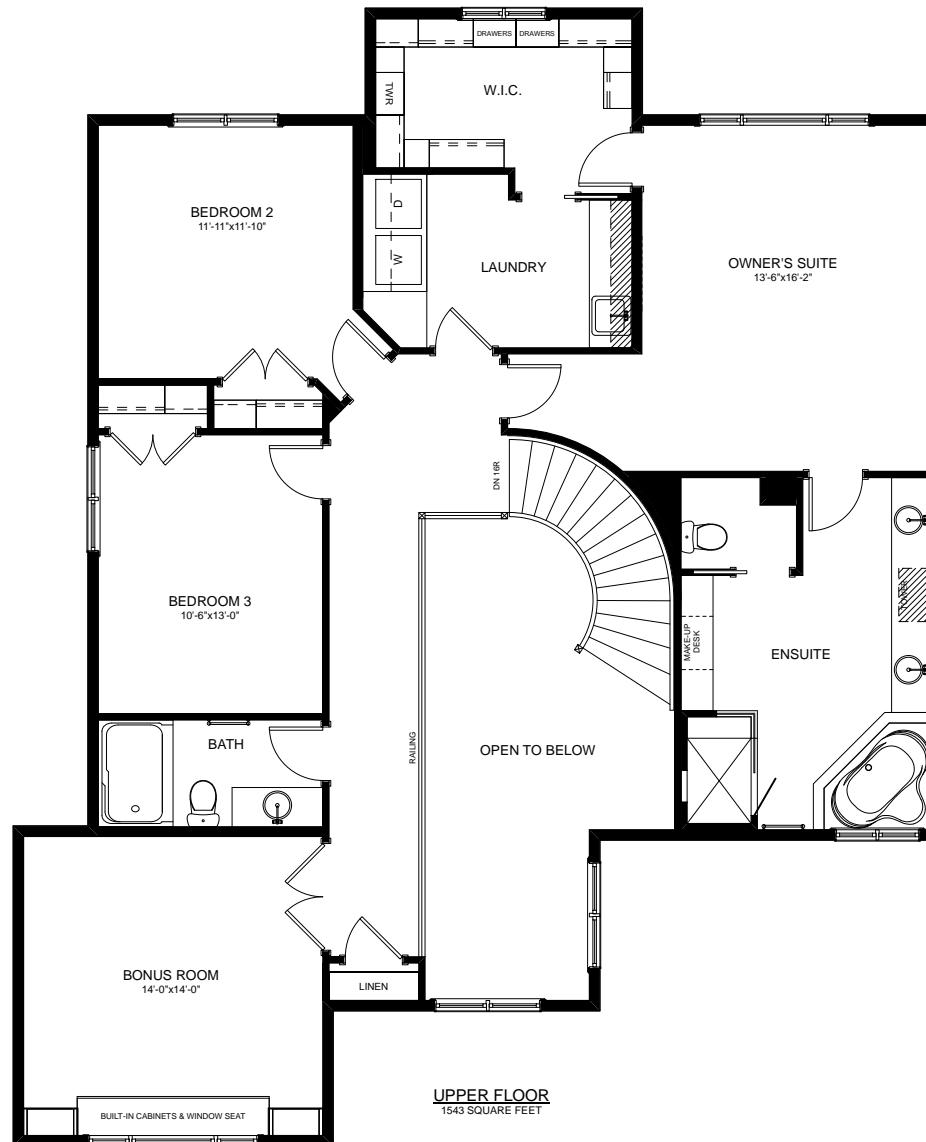 DRAWERS DRAWERS
W.I.C.
TWR
D
W
BEDROOM 2
11'-11"x11'-10"
LAUNDRY
OWNER'S SUITE
13'-6"x16'-2"
DN 16R
BEDROOM 3
10'-6"x13'-0"
MAKE-UP
DESK
TOWER
ENSUITE
BATH
RAILING
OPEN TO BELOW
BONUS ROOM
14'-0"x14'-0"
LINEN
BUILT-IN CABINETS & WINDOW SEAT
UPPER FLOOR
1543 SQUARE FEET